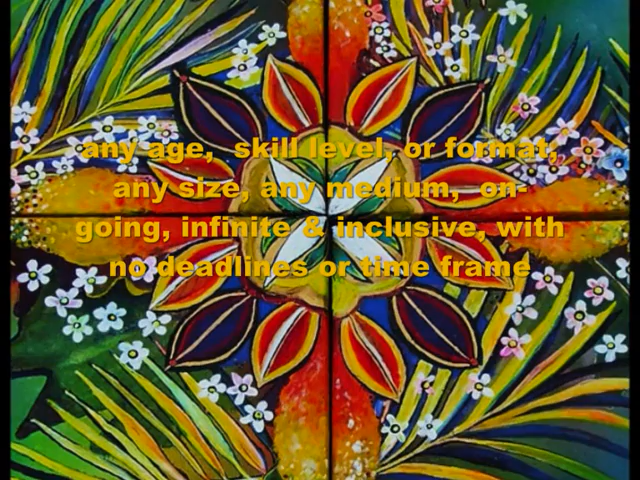 any age,  skill level, or format;
any size, any medium,  on-
going, infinite & inclusive, with
no deadlines or time frame